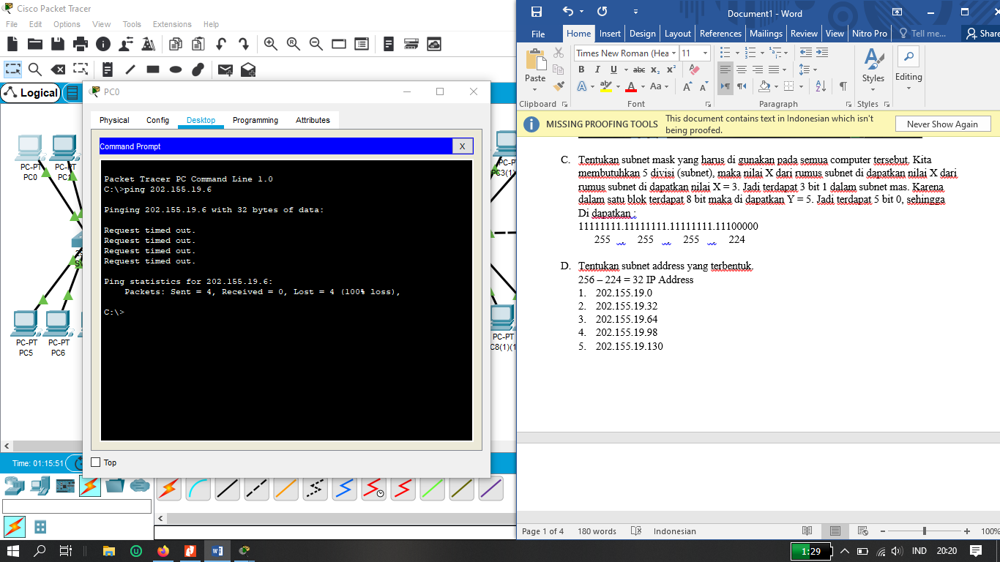 Cisco Packet Tracer
File Edit Options View Tools Extensions Help
Logical
PC-PT
PC0
PC-PT
PC-PT
PC5
PC-PT
PC6
PC0
Physical Config Desktop Programming Attributes
Command Prompt
X
Packet Tracer PC Command Line 1.0
C:\>ping 202.155.19.6
Pinging 202.155.19.6 with 32 bytes of data:
Request timed out.
Request timed out.
Request timed out.
Request timed out.
Ping statistics for 202.155.19.6:
Packets: Sent = 4, Received = 0, Lost = 4 (100% loss),
C:\>
Top
PC3(1)
PC-PT
PC8(1)(1
Time: 01:15:51
Document1 - Word
File Home Insert Design Layout References Mailings Review View Nitro Pro Tell me... Share
Times New Roman (Hea 11
Paste
B I U abc x₂ x²
Aa
Styles
Editing
Clipboard Font Paragraph Styles
MISSING PROOFING TOOLS This document contains text in Indonesian which isn't
being proofed.
Never Show Again
C. Tentukan subnet mask yang harus di gunakan pada semua computer tersebut. Kita
membutuhkan 5 divisi (subnet), maka nilai X dari rumus subnet di dapatkan nilai X dari
rumus subnet di dapatkan nilai X = 3. Jadi terdapat 3 bit 1 dalam subnet mas. Karena
dalam satu blok terdapat 8 bit maka di dapatkan Y = 5. Jadi terdapat 5 bit 0, sehingga
Di dapatkan :
11111111.11111111.11111111.11100000
255 255 255 224
D. Tentukan subnet address yang terbentuk.
256 – 224 = 32 IP Address
1. 202.155.19.0
2. 202.155.19.32
3. 202.155.19.64
4. 202.155.19.98
5. 202.155.19.130
Page 1 of 4 180 words Indonesian 100%
1:29 IND 20:20